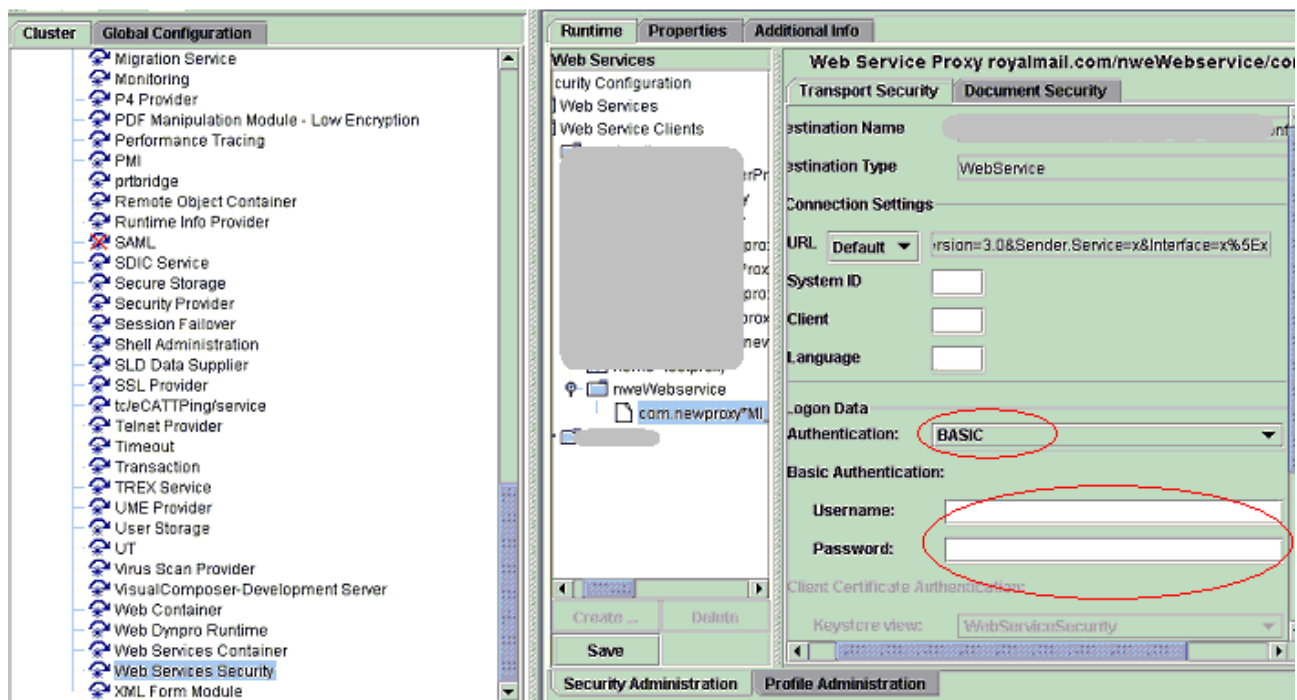 Cluster
Global Configuration
Migration Service
Monitoring
P4 Provider
PDF Manipulation Module - Low Encryption
Performance Tracing
PMI
prtbridge
Remote Object Container
Runtime Info Provider
SAML
SDIC Service
Secure Storage
Security Provider
Session Failover
Shell Administration
SLD Data Supplier
SSL Provider
tc/eCATTPing/service
Telnet Provider
Timeout
Transaction
TREX Service
UME Provider
User Storage
UT
Virus Scan Provider
VisualComposer-Development Server
Web Container
Web Dynpro Runtime
Web Services Container
Web Services Security
XML Form Module
Runtime
Properties
Additional Info
Web Services
curity Configuration
Web Services
Web Service Clients
erPr
proxy
nweWebservice
com.newproxy*MI_
Create ...
Delete
Save
Web Service Proxy royalmail.com/nweWebservice/co
Transport Security
Document Security
estination Name
estination Type
WebService
Connection Settings
URL
Default
rsion=3.0&Sender.Service=x&Interface=x%5Ex
System ID
Client
Language
Logon Data
Authentication:
BASIC
Basic Authentication:
Username:
Password:
Client Certificate Authentication:
Keystore view:
WebServiceSecurity
Security Administration
Profile Administration